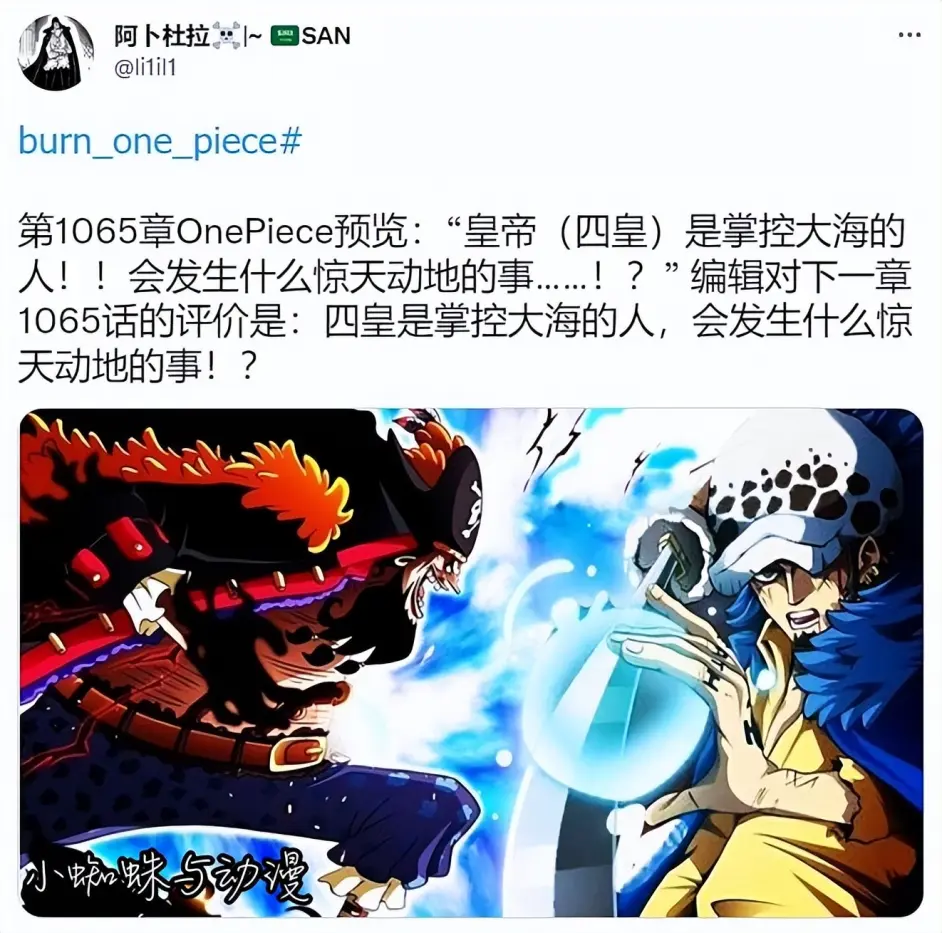 阿卜杜拉☠️|~ 🇸🇦SAN
@li1il1
burn_one_piece#
第1065章OnePiece预览：“皇帝（四皇）是掌控大海的
人！！会发生什么惊天动地的事……！？”编辑对下一章
1065话的评价是：四皇是掌控大海的人，会发生什么惊
天动地的事！？
小蜘蛛与动漫